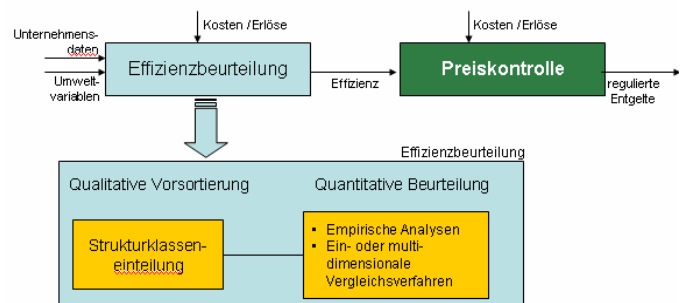 Kosten /Erlöse
Kosten /Erlöse
Unternehmens-
daten
Effizienzbeurteilung
Preiskontrolle
Umwelt-
variablen
Effizienz
regulierte
Entgelte
Effizienzbeurteilung
Qualitative Vorsortierung
Quantitative Beurteilung
Strukturklassen-
einteilung
▪ Empirische Analysen
▪ Ein- oder multi-
dimensionale
Vergleichsverfahren